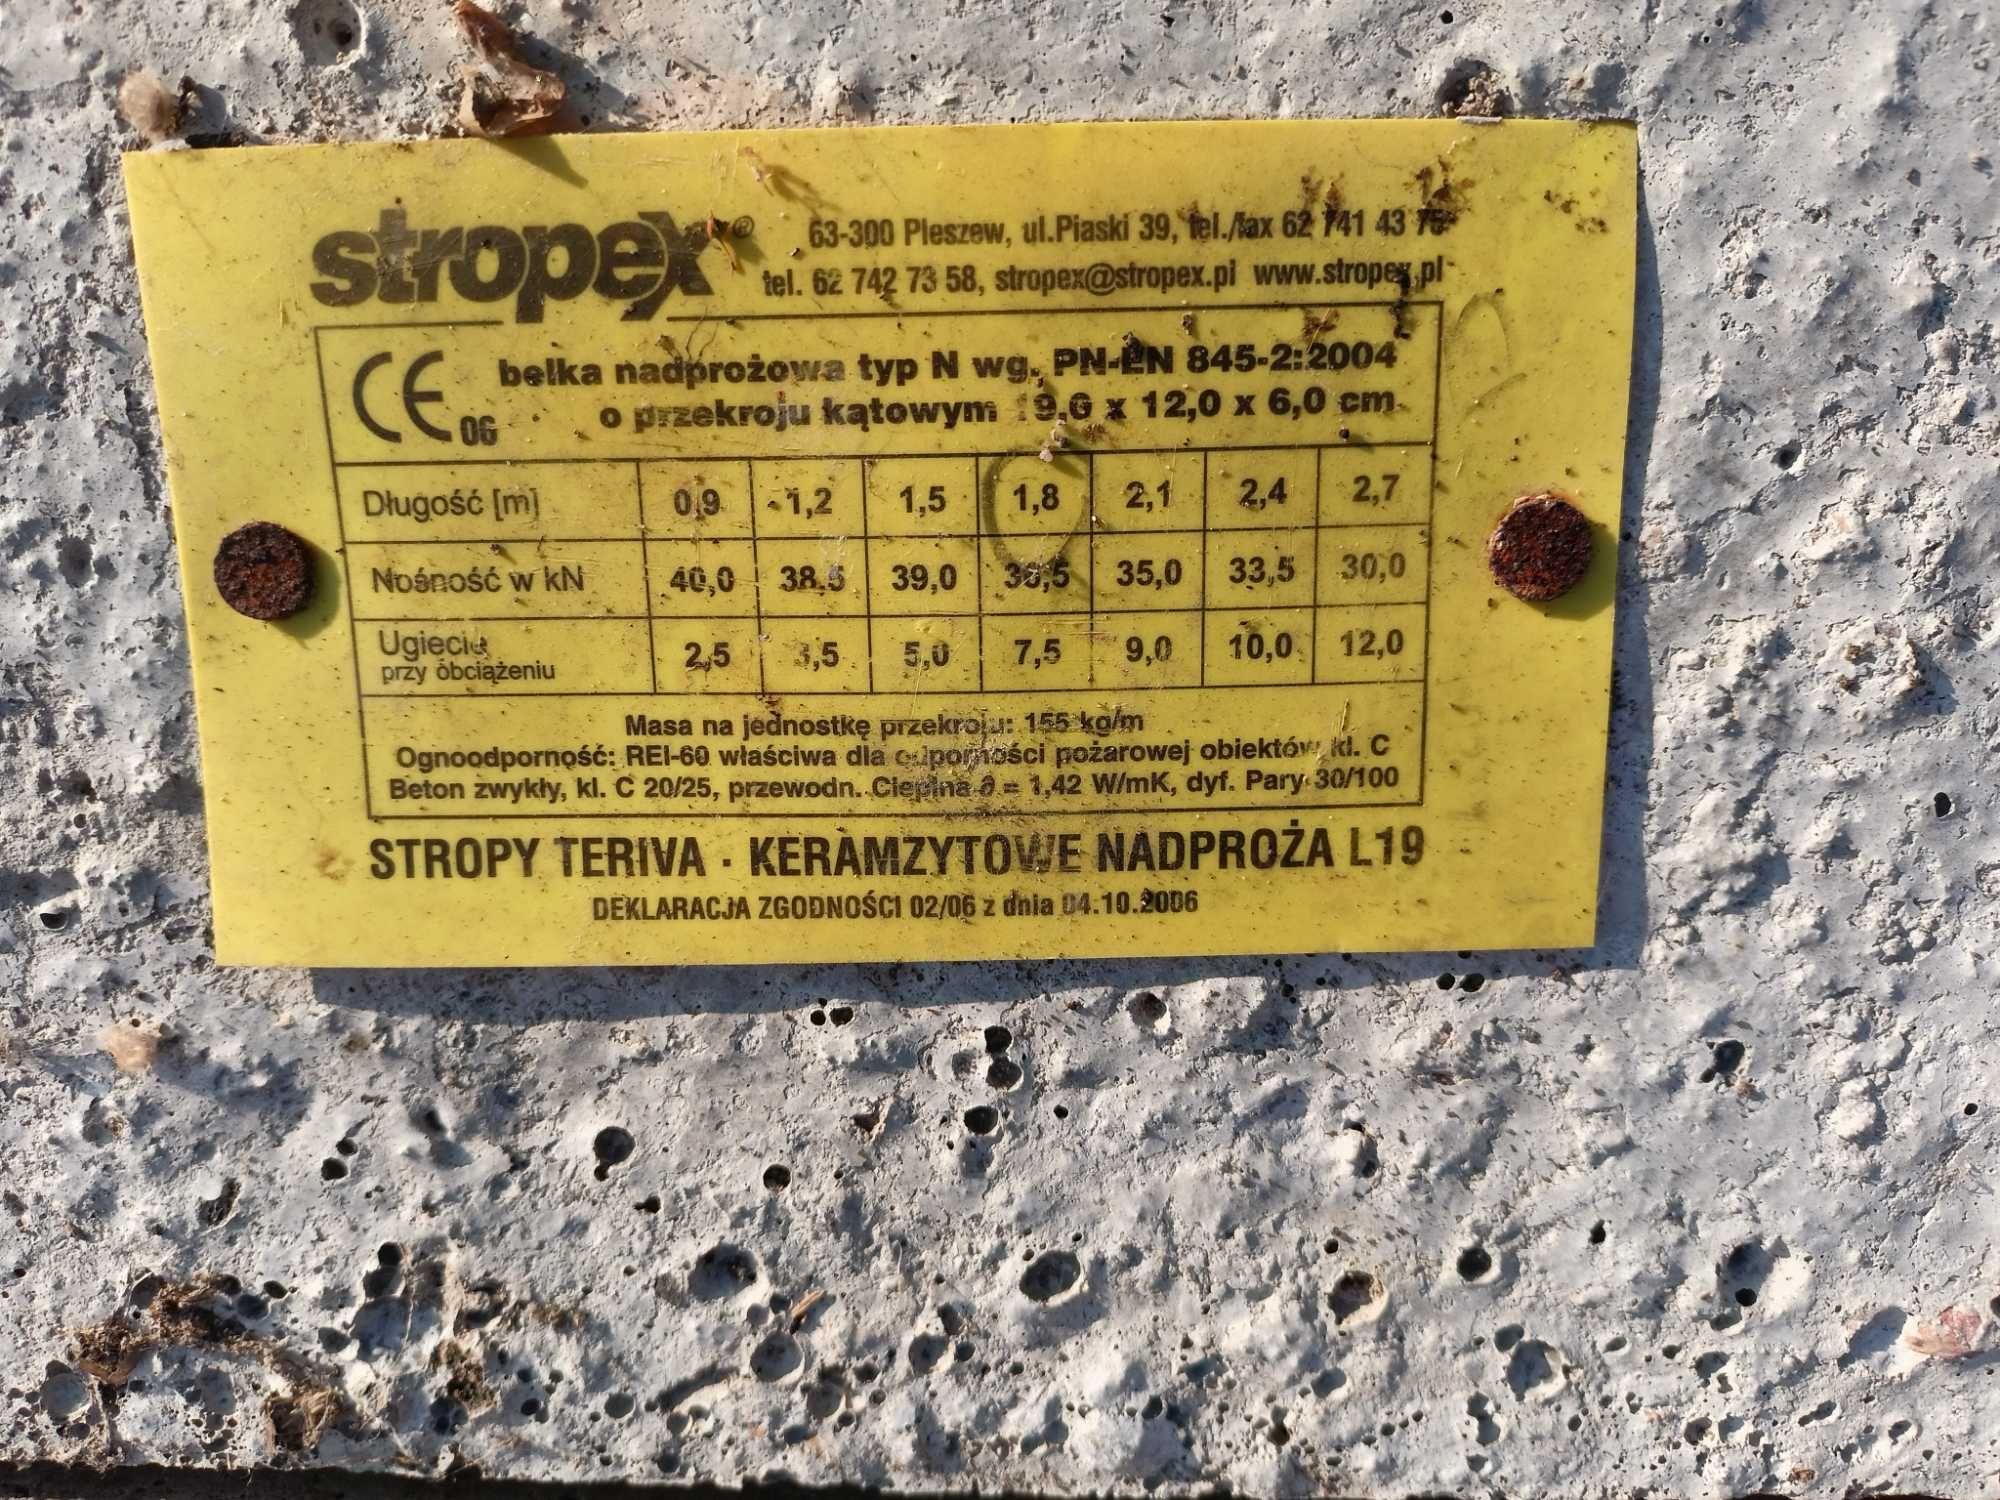 stropex® 63-300 Pleszew, ul.Piaski 39, tel./fax 62 741 43 75
tel. 62 742 73 58, stropex@stropex.pl www.stropex.pl
CE 06
belka nadprożowa typ N wg. PN-EN 845-2:2004
o przekroju kątowym 19,0 x 12,0 x 6,0 cm
Długość [m] 0,9 1,2 1,5 1,8 2,1 2,4 2,7
Nośność w kN 40,0 38,5 39,0 36,5 35,0 33,5 30,0
Ugięcie 2,5 3,5 5,0 7,5 9,0 10,0 12,0
przy obciążeniu
Masa na jednostkę przekroju: 155 kg/m
Ognoodporność: REI-60 właściwa dla odporności pożarowej obiektów kl. C
Beton zwykły, kl. C 20/25, przewodn. Cieplna ∂ = 1,42 W/mK, dyf. Pary 30/100
STROPY TERIVA · KERAMZYTOWE NADPROŻA L19
DEKLARACJA ZGODNOŚCI 02/06 z dnia 04.10.2006